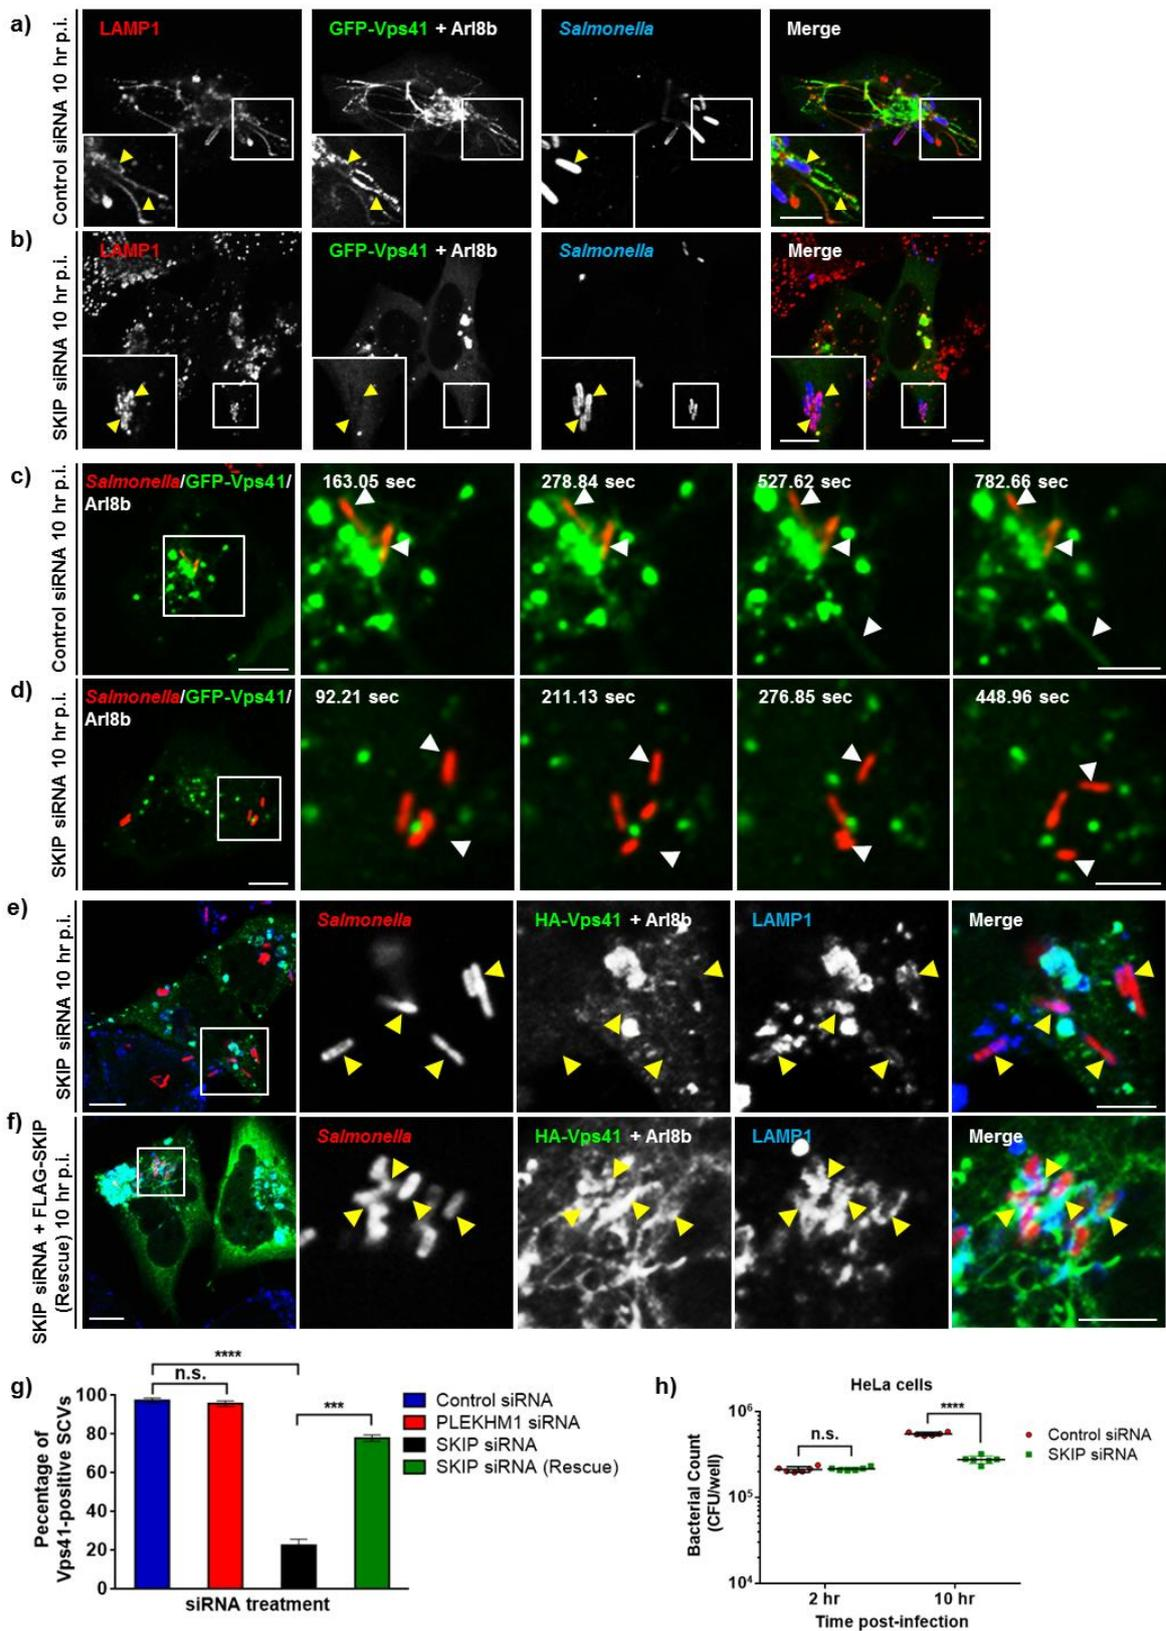 a)
Control siRNA 10 hr p.i.
LAMP1
GFP-Vps41 + Arl8b
Salmonella
Merge
b)
SKIP siRNA 10 hr p.i.
LAMP1
GFP-Vps41 + Arl8b
Salmonella
Merge
c)
Control siRNA 10 hr p.i.
Salmonella/GFP-Vps41/
Arl8b
163.05 sec
278.84 sec
527.62 sec
782.66 sec
d)
SKIP siRNA 10 hr p.i.
Salmonella/GFP-Vps41/
Arl8b
92.21 sec
211.13 sec
276.85 sec
448.96 sec
e)
SKIP siRNA 10 hr p.i.
Salmonella
HA-Vps41 + Arl8b
LAMP1
Merge
f)
SKIP siRNA + FLAG-SKIP
(Rescue) 10 hr p.i.
Salmonella
HA-Vps41 + Arl8b
LAMP1
Merge
g)
Pecentage of
Vps41-positive SCVs
100
80
60
40
20
0
****
n.s.
***
siRNA treatment
Control siRNA
PLEKHM1 siRNA
SKIP siRNA
SKIP siRNA (Rescue)
h)
HeLa cells
Bacterial Count
(CFU/well)
10^6
10^5
10^4
n.s.
****
2 hr
10 hr
Time post-infection
Control siRNA
SKIP siRNA